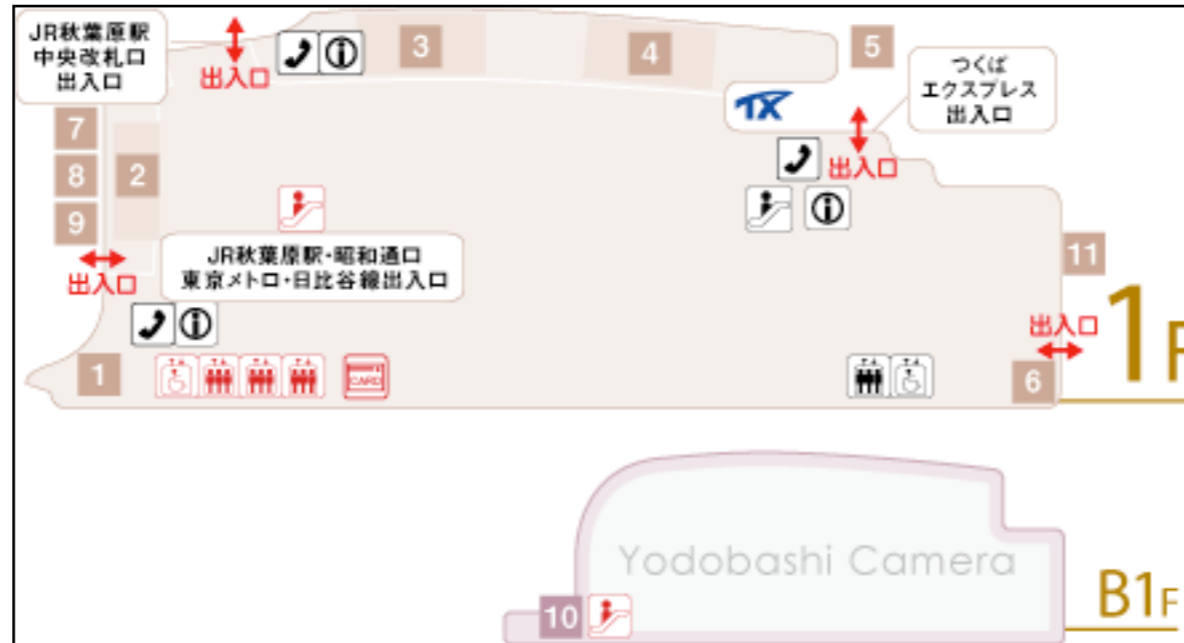 JR秋葉原駅
中央改札口
出入口
出入口
3
4
5
つくば
エクスプレス
出入口
TX
出入口
7
8
2
9
JR秋葉原駅・昭和通口
東京メトロ・日比谷線出入口
出入口
11
1F
出入口
1
CARD
6
Yodobashi Camera
10
B1F